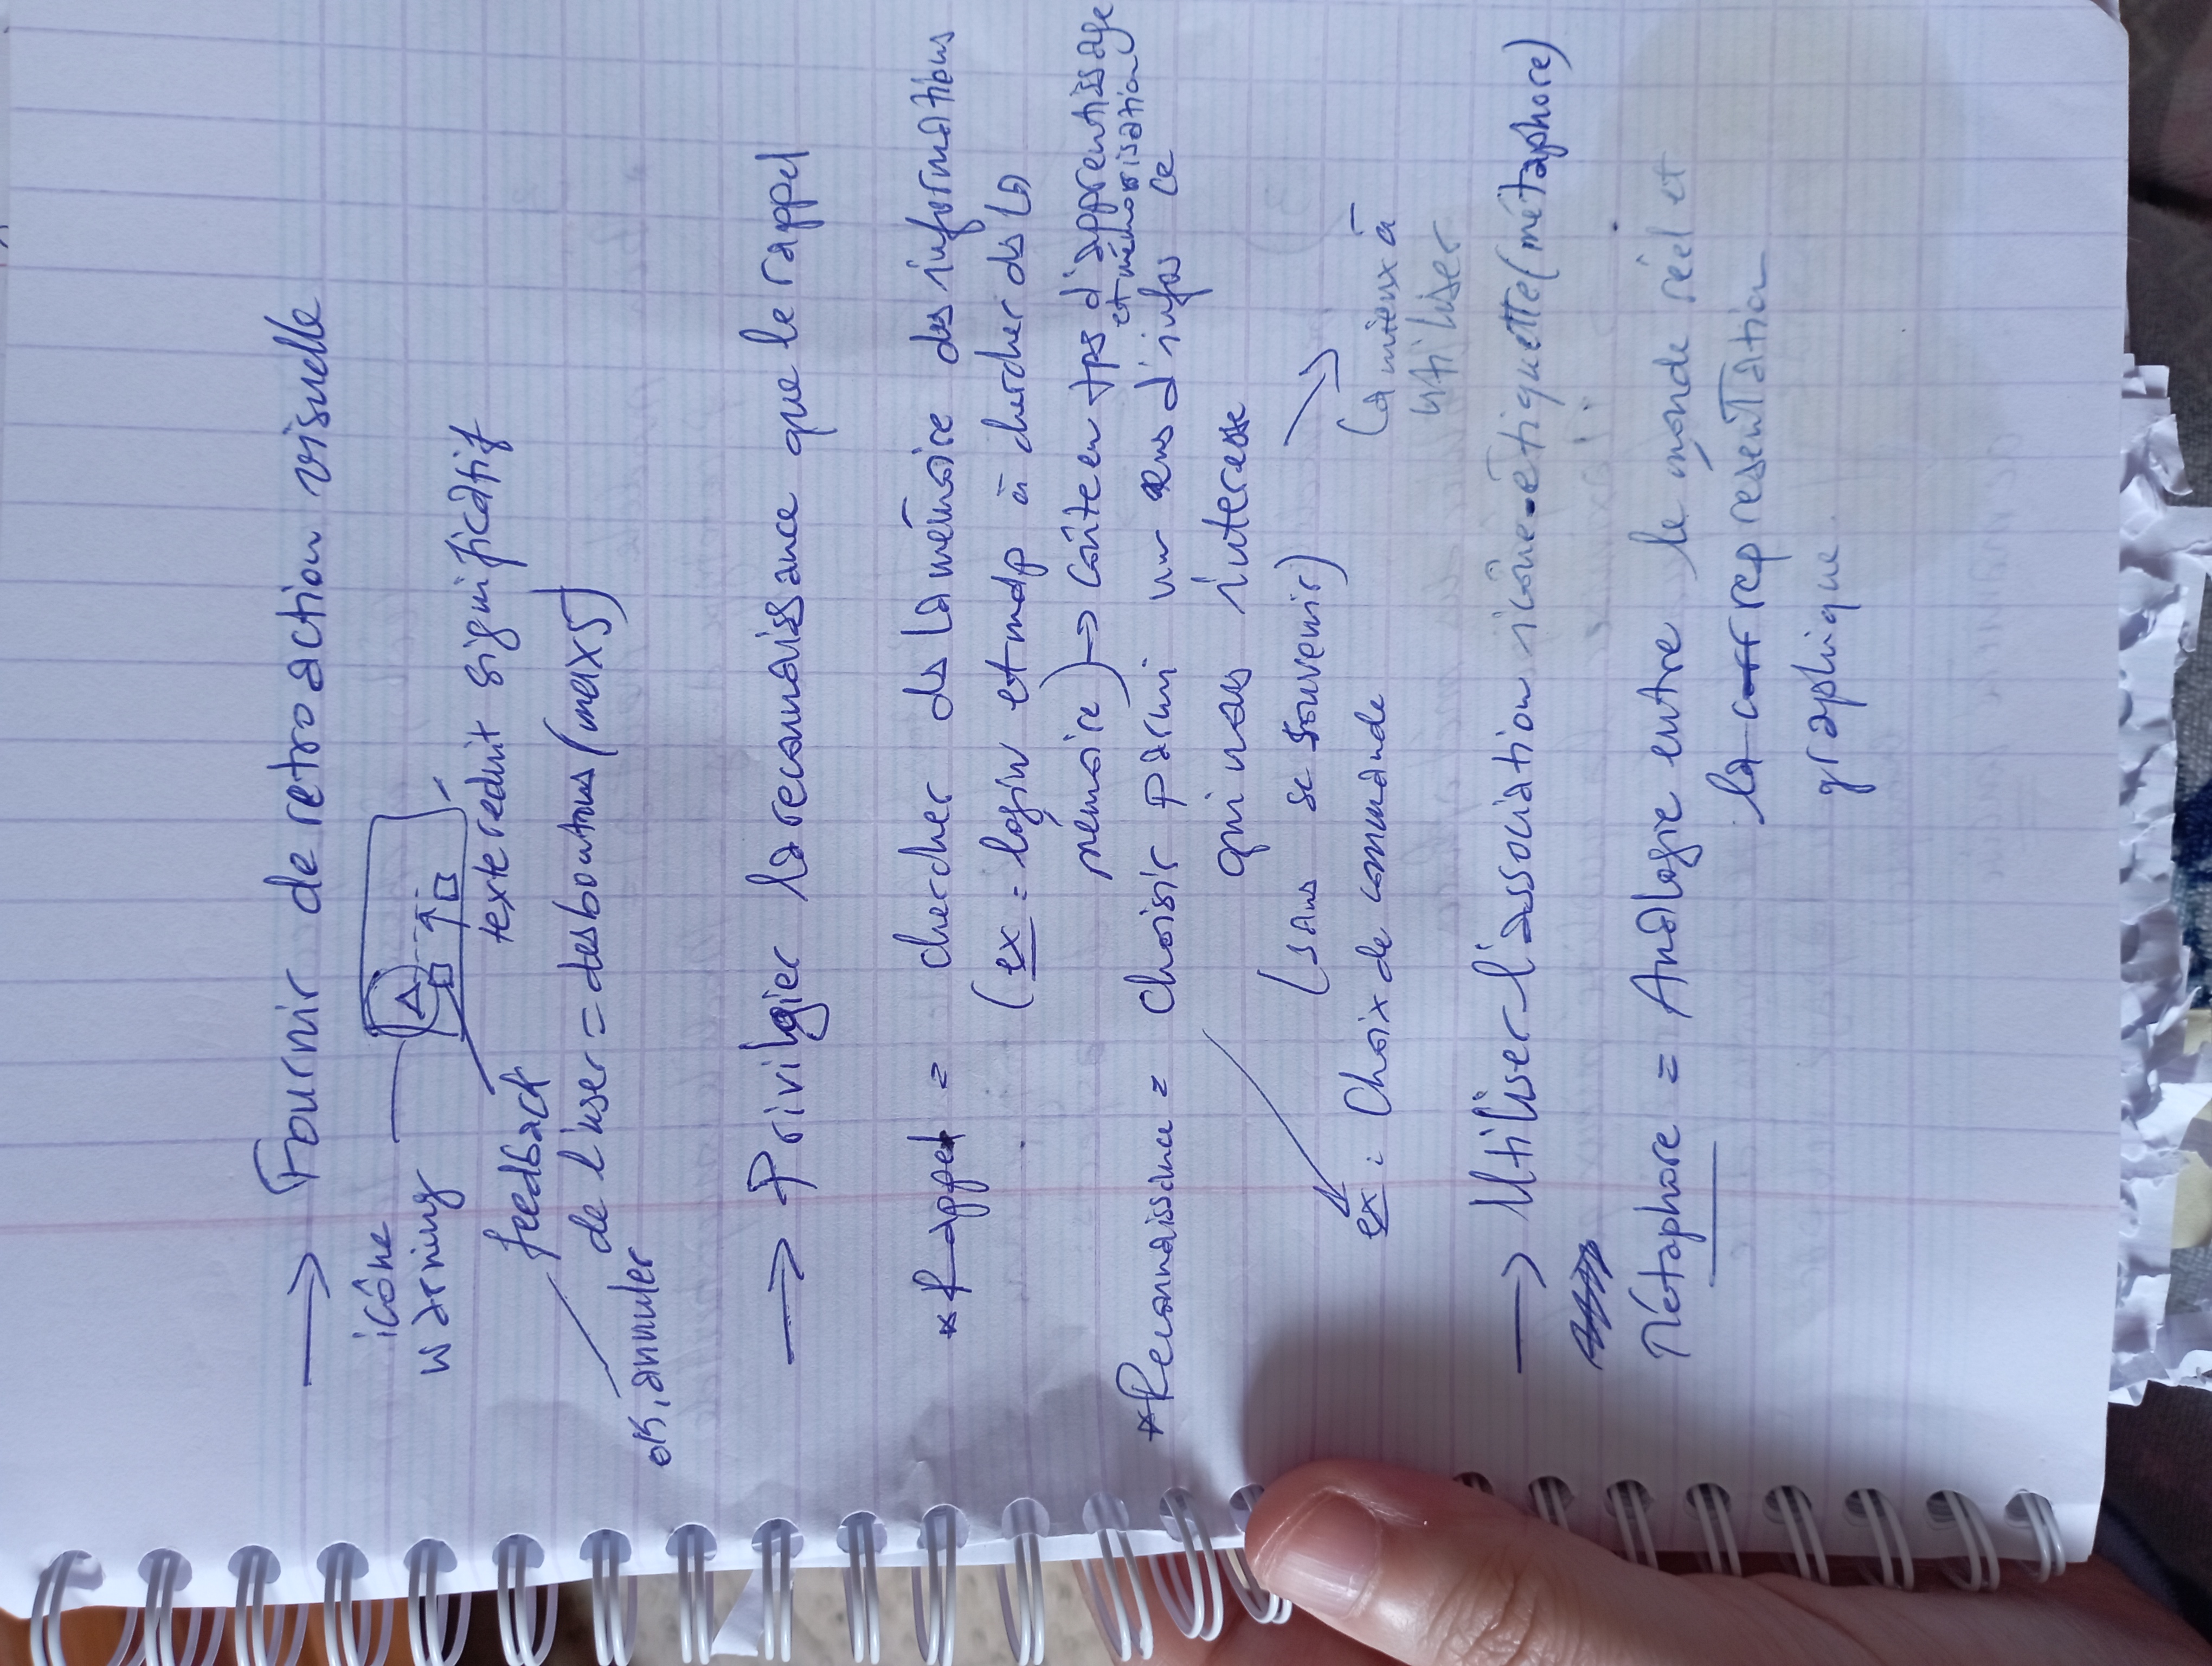 → Fournir de retroaction visuelle
icône
warning
texte reduit significatif
feedback
de l'user = des boutons (max 5)
ok, annuler
→ Privilgier la reconnaissance que le rappel
* Rappel = chercher ds la mémoire des informations
(ex = login et mdp à chercher ds la
mémoire) → coûte en tps d'apprentissage
et mémorisation
* Reconnaissance = choisir parmi un ens d'infos ce
qui nous interesse
(sans se souvenir)
ex : Choix de commande
la mieux à
utiliser
→ Utiliser l'association icône-étiquette (métaphore)
Métaphore = Analogie entre le monde réel et
la représentation
graphique.